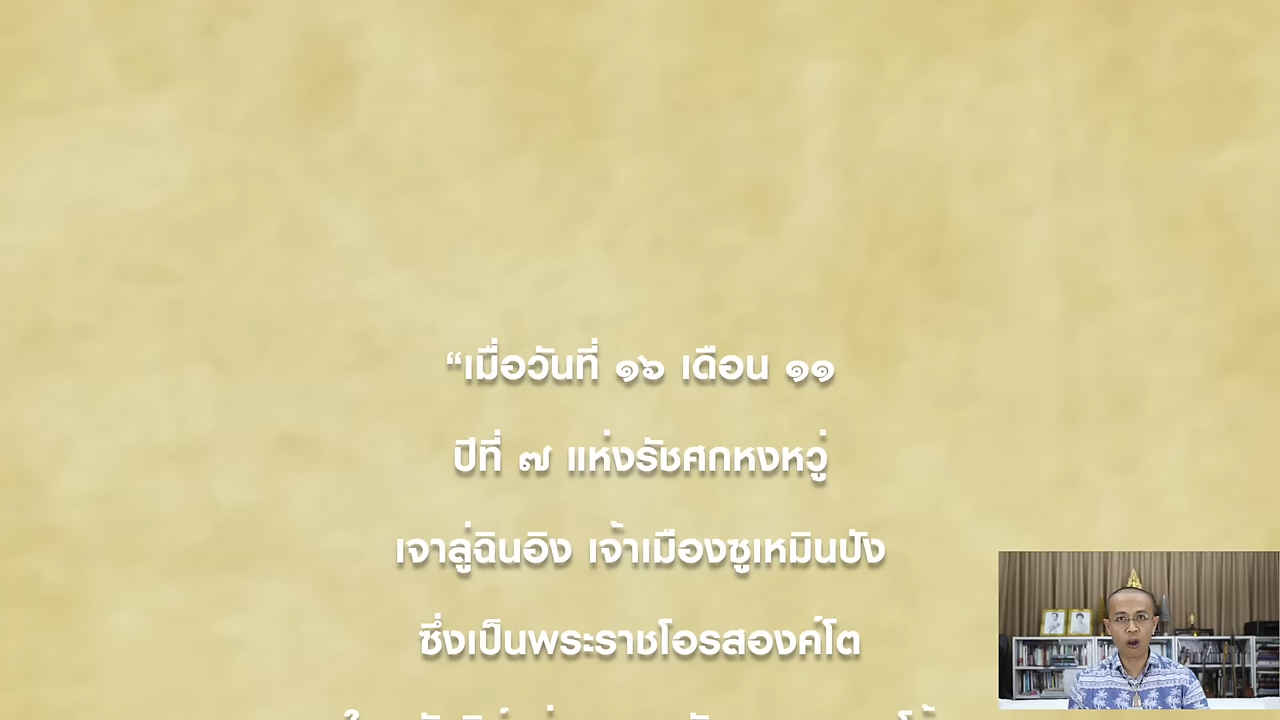 “เมื่อวันที่ ๑๖ เดือน ๑๑
ปีที่ ๗ แห่งรัชศกหงหวู่
เจาลู่ฉินอิง เจ้าเมืองซูเหมินปัง
ซึ่งเป็นพระราชโอรสองค์โต